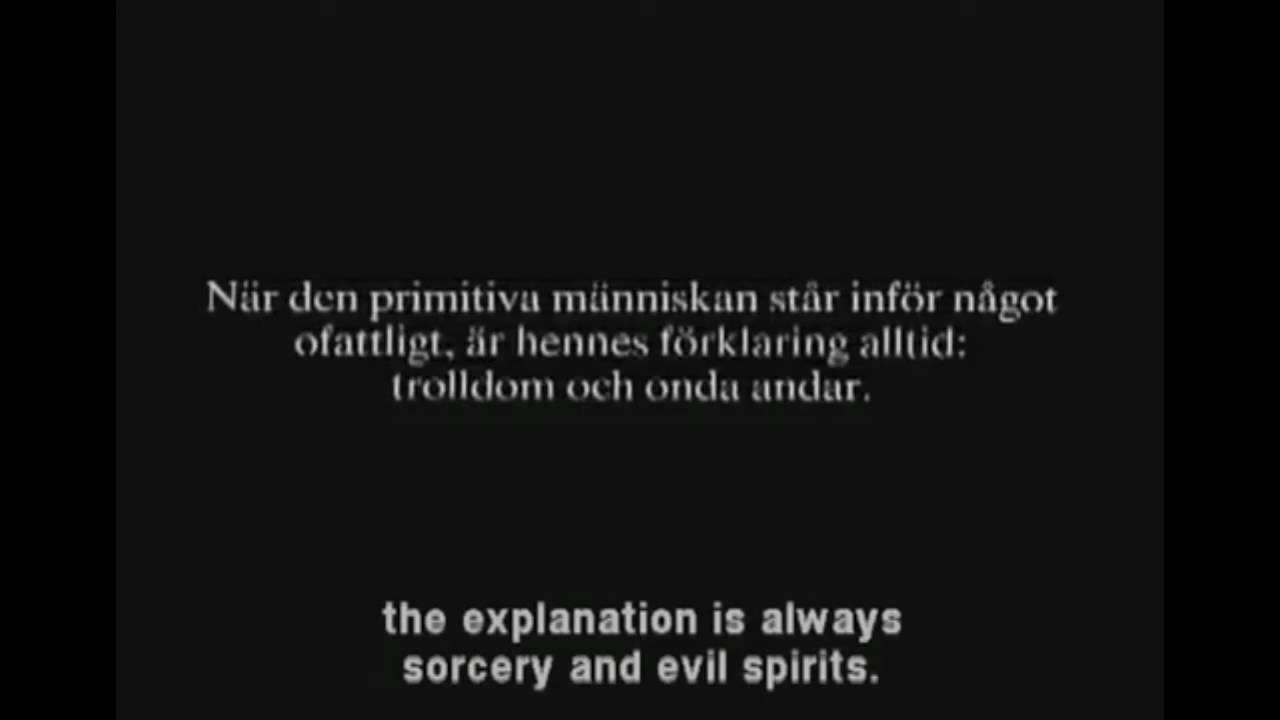 När den primitiva människan står inför något
ofattligt, är hennes förklaring alltid:
trolldom och onda andar.
the explanation is always
sorcery and evil spirits.